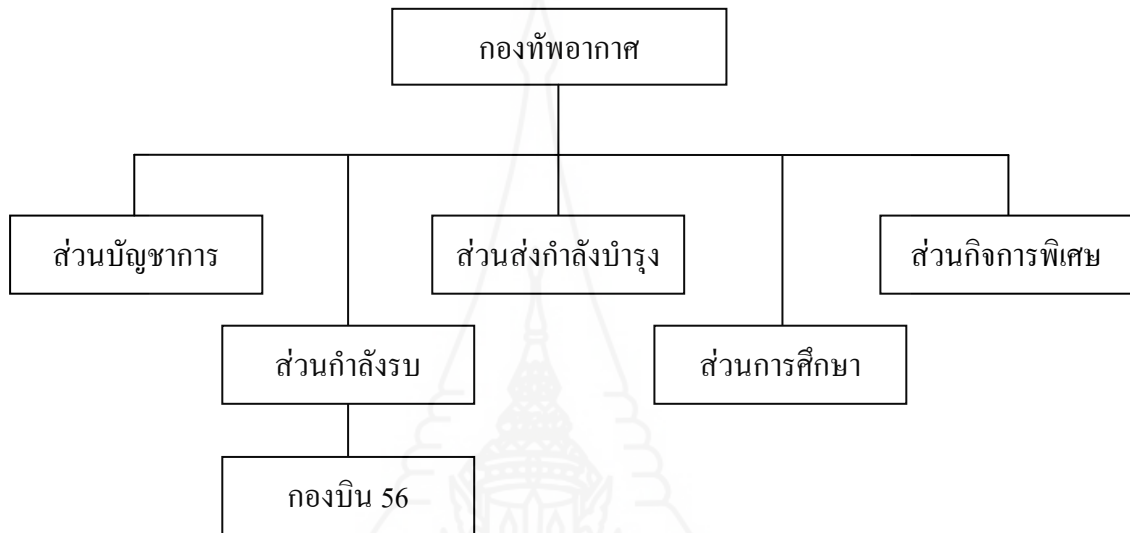 กองทัพอากาศ
ส่วนบัญชาการ
ส่วนส่งกำลังบำรุง
ส่วนกิจการพิเศษ
ส่วนกำลังรบ
ส่วนการศึกษา
กองบิน 56